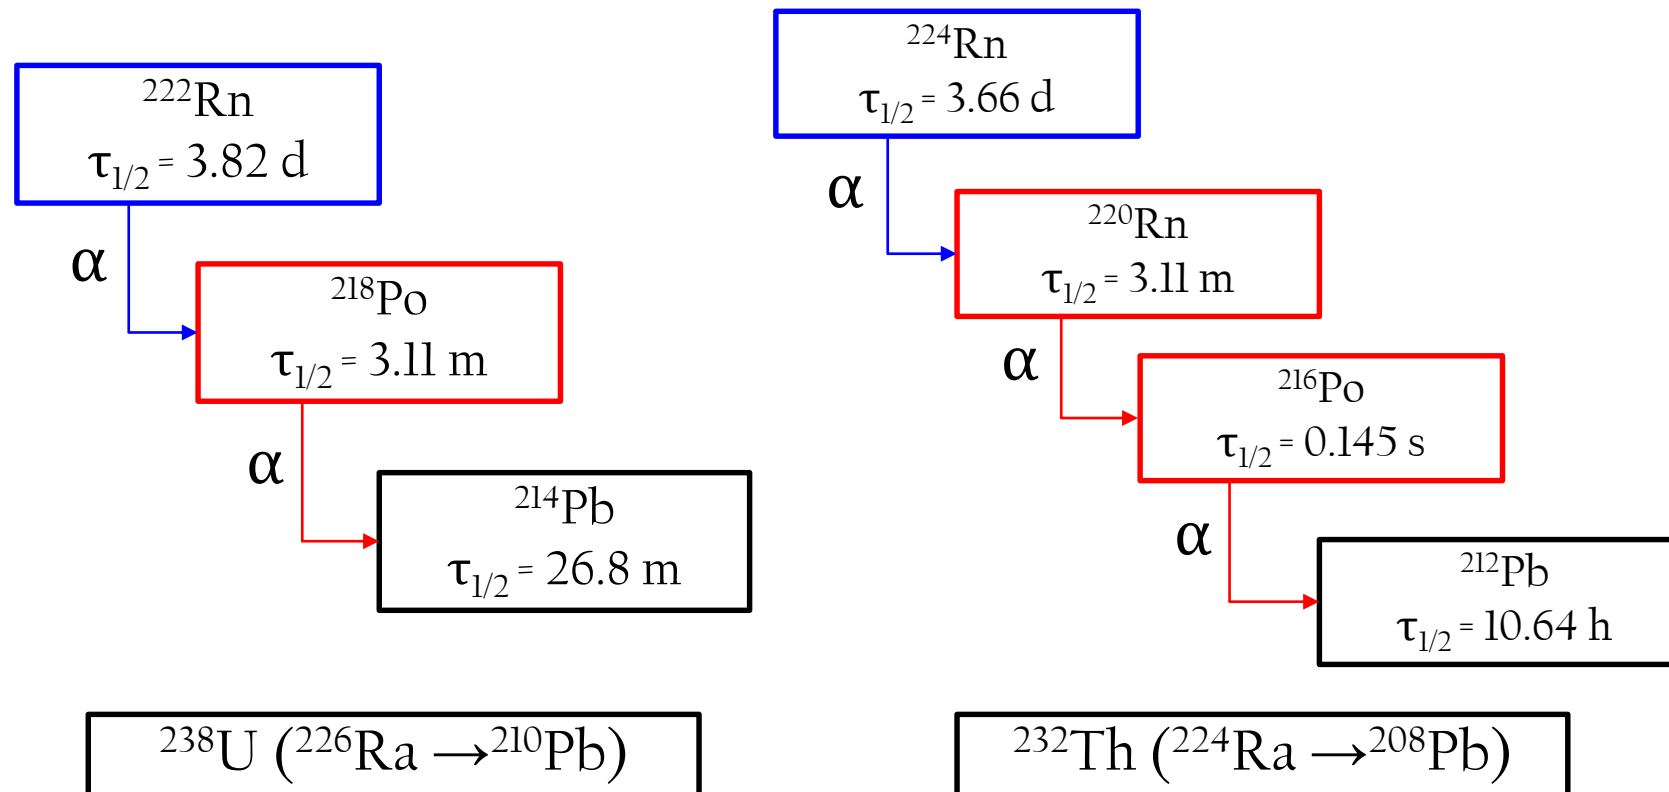 ²²²Rn
τ₁/₂ = 3.82 d
α
²¹⁸Po
τ₁/₂ = 3.11 m
α
²¹⁴Pb
τ₁/₂ = 26.8 m
²³⁸U (²²⁶Ra →²¹⁰Pb)
²²⁴Rn
τ₁/₂ = 3.66 d
α
²²⁰Rn
τ₁/₂ = 3.11 m
α
²¹⁶Po
τ₁/₂ = 0.145 s
α
²¹²Pb
τ₁/₂ = 10.64 h
²³²Th (²²⁴Ra →²⁰⁸Pb)